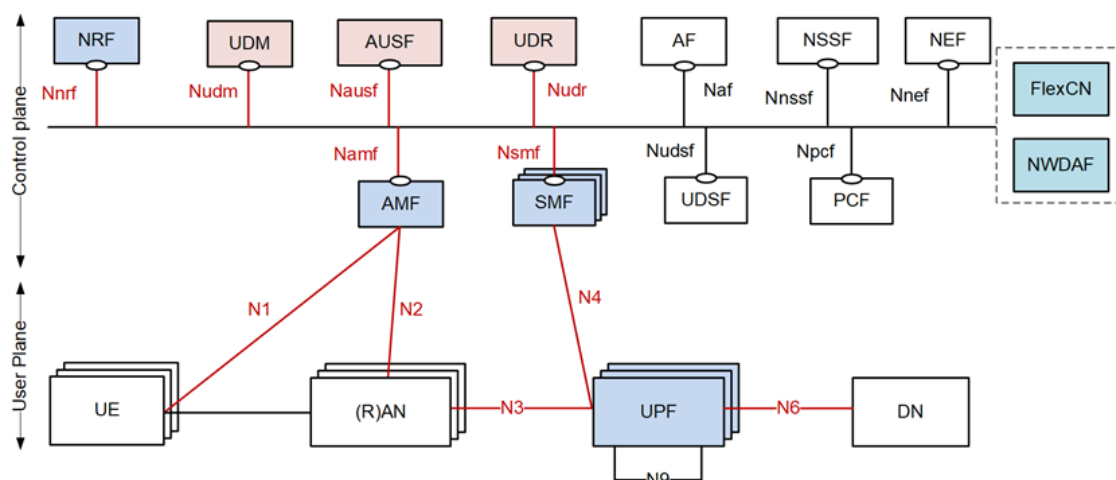 NRF
UDM
AUSF
UDR
AF
NSSF
NEF
FlexCN
Nnrf
Nudm
Nausf
Nudr
Naf
Nnssf
Nnef
Control plane
Namf
Nsmf
Nudsf
Npcf
NWDAF
AMF
SMF
UDSF
PCF
N1
N2
N4
User Plane
UE
(R)AN
N3
UPF
N6
DN
N9